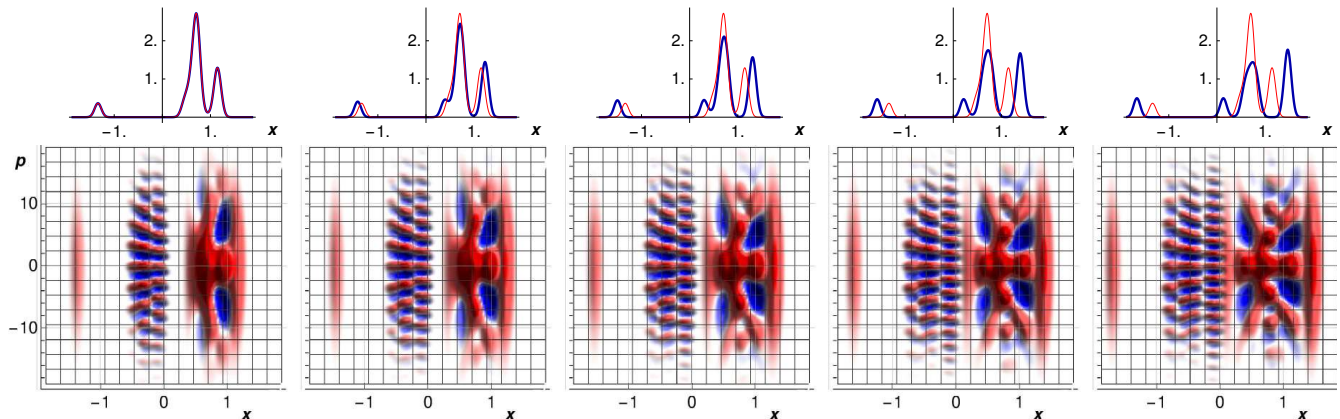 2. 2. 2. 2. 2.
1. 1. 1. 1. 1.
-1. 1. x -1. 1. x -1. 1. x -1. 1. x -1. 1. x
p
10
0
−10
−1 0 1 −1 0 1 −1 0 1 −1 0 1 −1 0 1
x x x x x